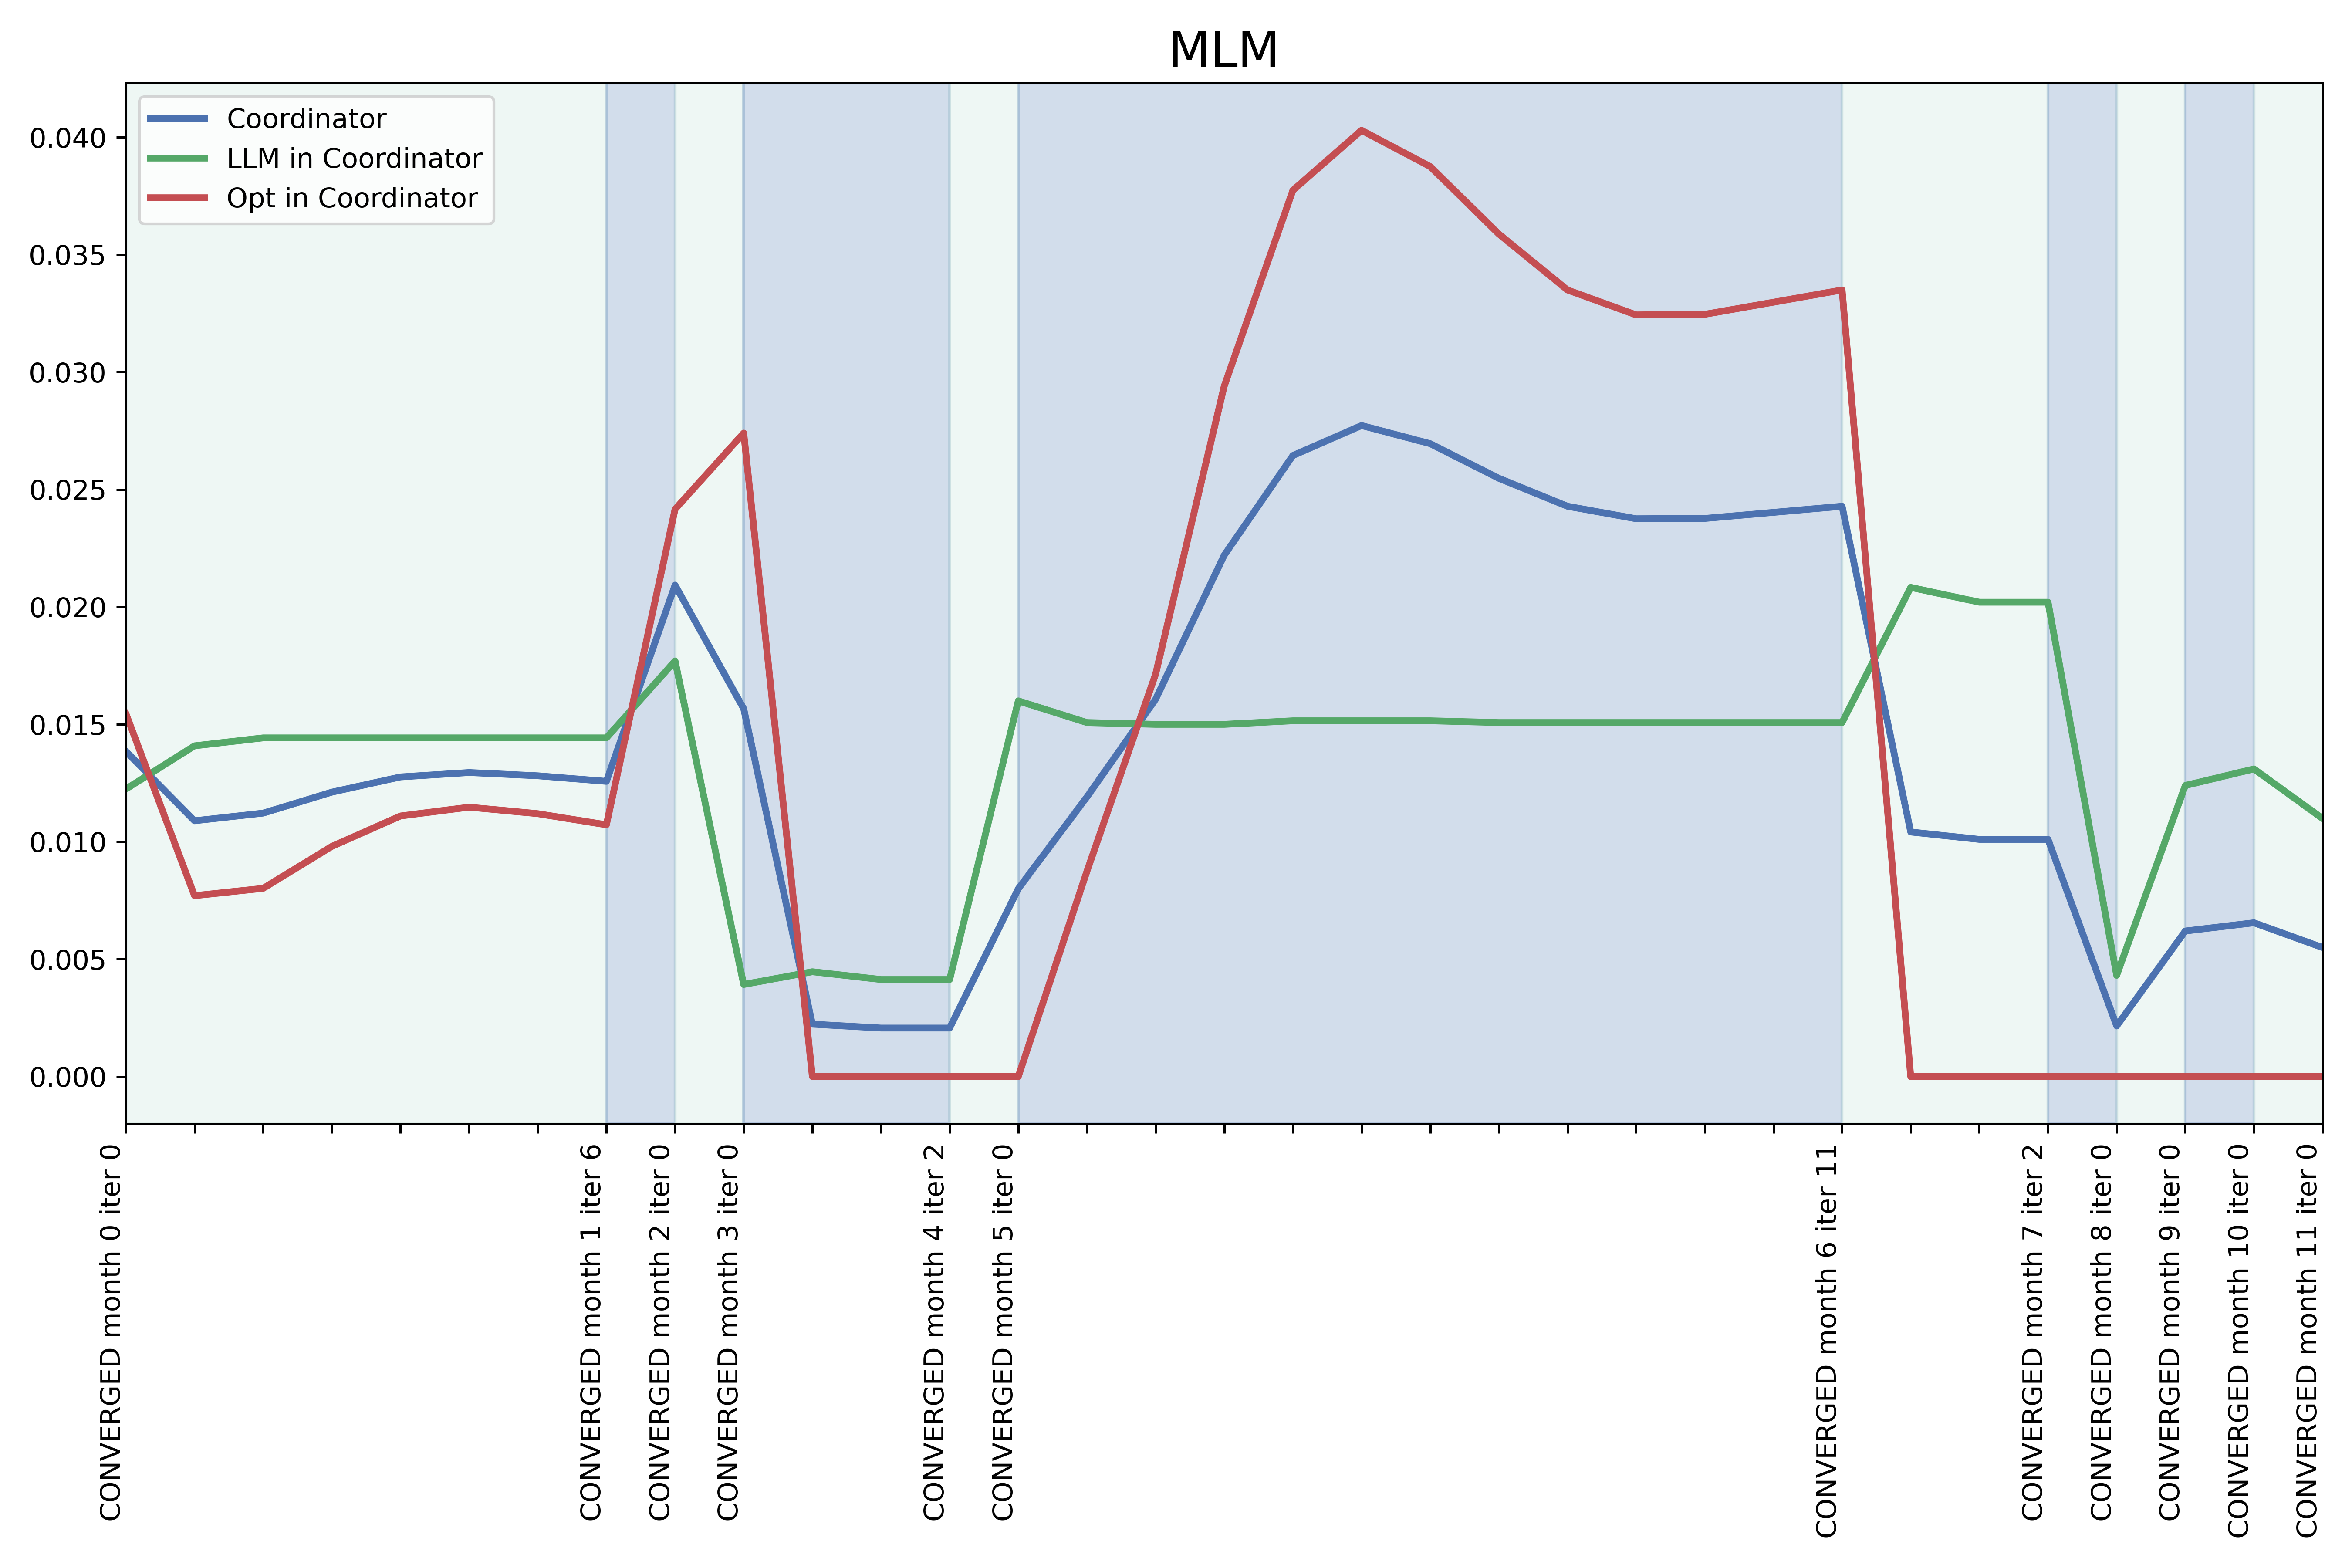 MLM
Coordinator
LLM in Coordinator
Opt in Coordinator
0.040
0.035
0.030
0.025
0.020
0.015
0.010
0.005
0.000
CONVERGED month 0 iter 0
CONVERGED month 1 iter 6
CONVERGED month 2 iter 0
CONVERGED month 3 iter 0
CONVERGED month 4 iter 2
CONVERGED month 5 iter 0
CONVERGED month 6 iter 11
CONVERGED month 7 iter 2
CONVERGED month 8 iter 0
CONVERGED month 9 iter 0
CONVERGED month 10 iter 0
CONVERGED month 11 iter 0